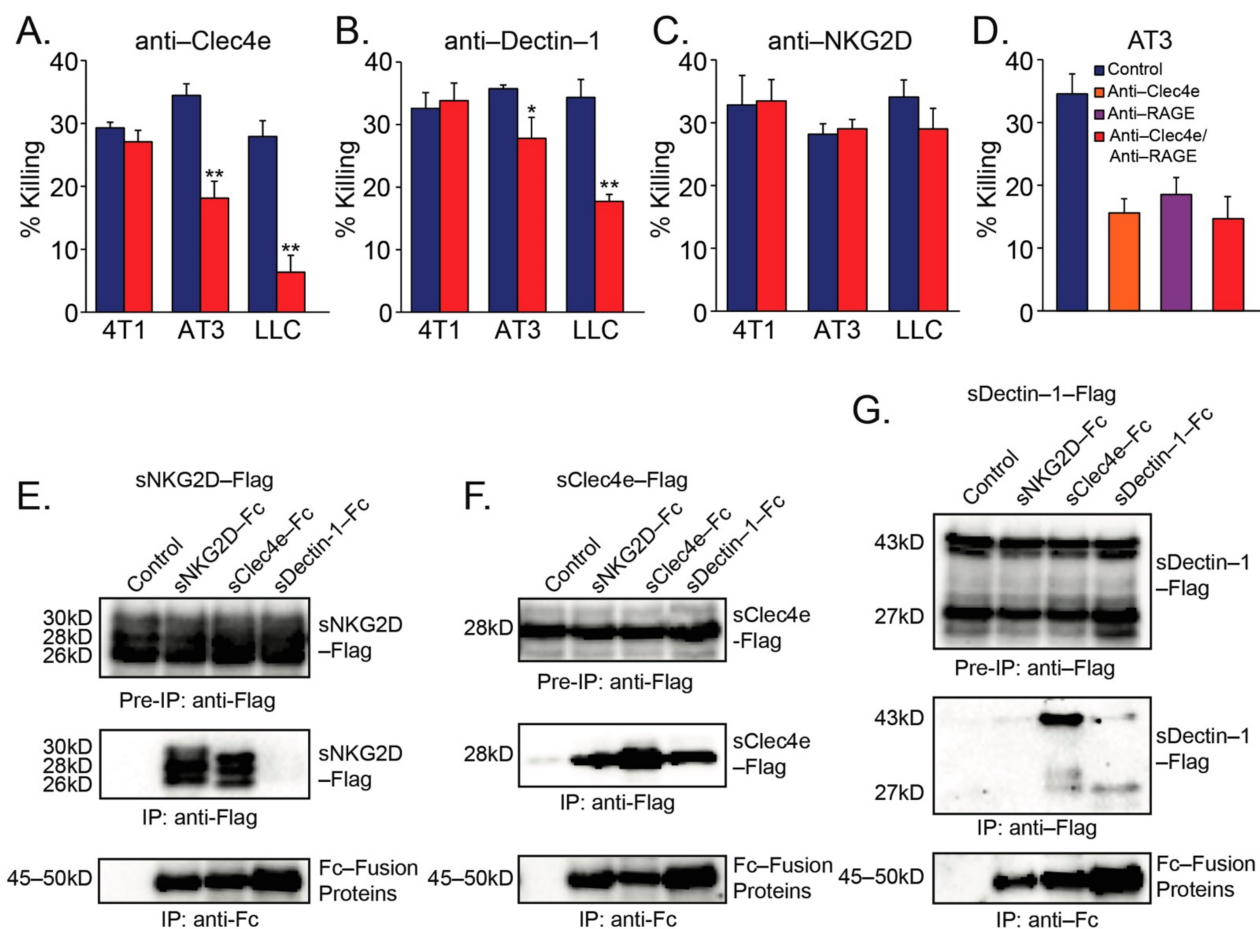 A.
anti–Clec4e
% Killing
40
30
20
10
0
**
**
4T1 AT3 LLC
B.
anti–Dectin–1
% Killing
40
30
20
10
0
*
**
4T1 AT3 LLC
C.
anti–NKG2D
% Killing
40
30
20
10
0
4T1 AT3 LLC
D.
AT3
% Killing
40
30
20
10
0
Control
Anti–Clec4e
Anti–RAGE
Anti–Clec4e/
Anti–RAGE
E.
sNKG2D–Flag
Control
sNKG2D–Fc
sClec4e–Fc
sDectin-1–Fc
30kD
28kD
26kD
sNKG2D
–Flag
Pre-IP: anti-Flag
30kD
28kD
26kD
sNKG2D
–Flag
IP: anti-Flag
45–50kD
Fc–Fusion
Proteins
IP: anti-Fc
F.
sClec4e–Flag
Control
sNKG2D–Fc
sClec4e–Fc
sDectin–1–Fc
28kD
sClec4e
-Flag
Pre-IP: anti-Flag
28kD
sClec4e
–Flag
IP: anti-Flag
45–50kD
IP: anti-Fc
G.
sDectin–1–Flag
Control
sNKG2D–Fc
sClec4e–Fc
sDectin–1–Fc
43kD
27kD
sDectin–1
–Flag
Pre-IP: anti–Flag
43kD
27kD
sDectin–1
–Flag
IP: anti–Flag
45–50kD
Fc–Fusion
Proteins
IP: anti–Fc